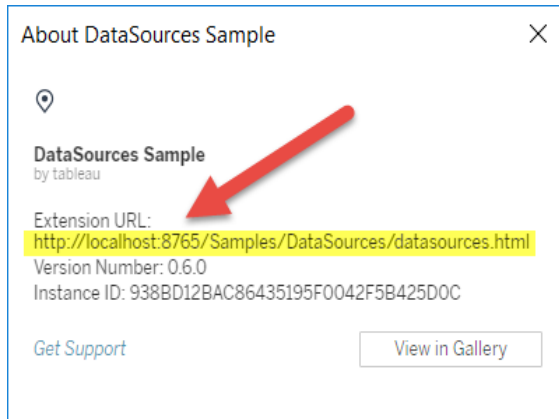 About DataSources Sample
DataSources Sample
by tableau
Extension URL:
http://localhost:8765/Samples/DataSources/datasources.html
Version Number: 0.6.0
Instance ID: 938BD12BAC86435195F0042F5B425D0C
Get Support
View in Gallery